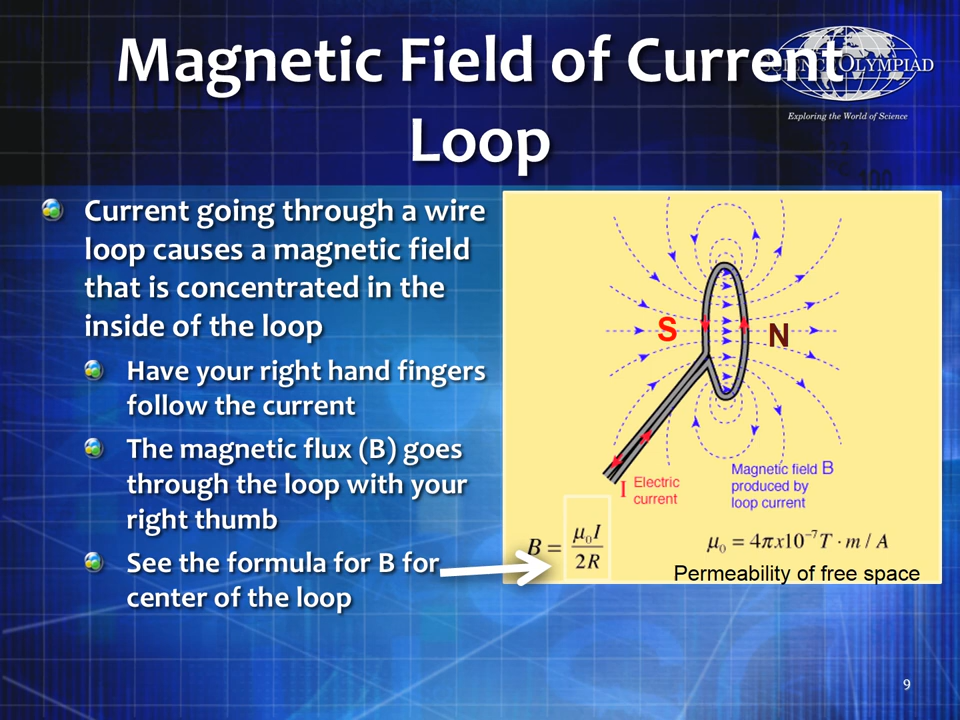 Magnetic Field of Current
Loop
SCIENCE OLYMPIAD
Exploring the World of Science
100
Current going through a wire
loop causes a magnetic field
that is concentrated in the
inside of the loop
Have your right hand fingers
follow the current
The magnetic flux (B) goes
through the loop with your
right thumb
See the formula for B for
center of the loop
S
N
I Electric
current
Magnetic field B
produced by
loop current
B = μ₀I / 2R
μ₀ = 4πx10⁻⁷ T · m / A
Permeability of free space
9